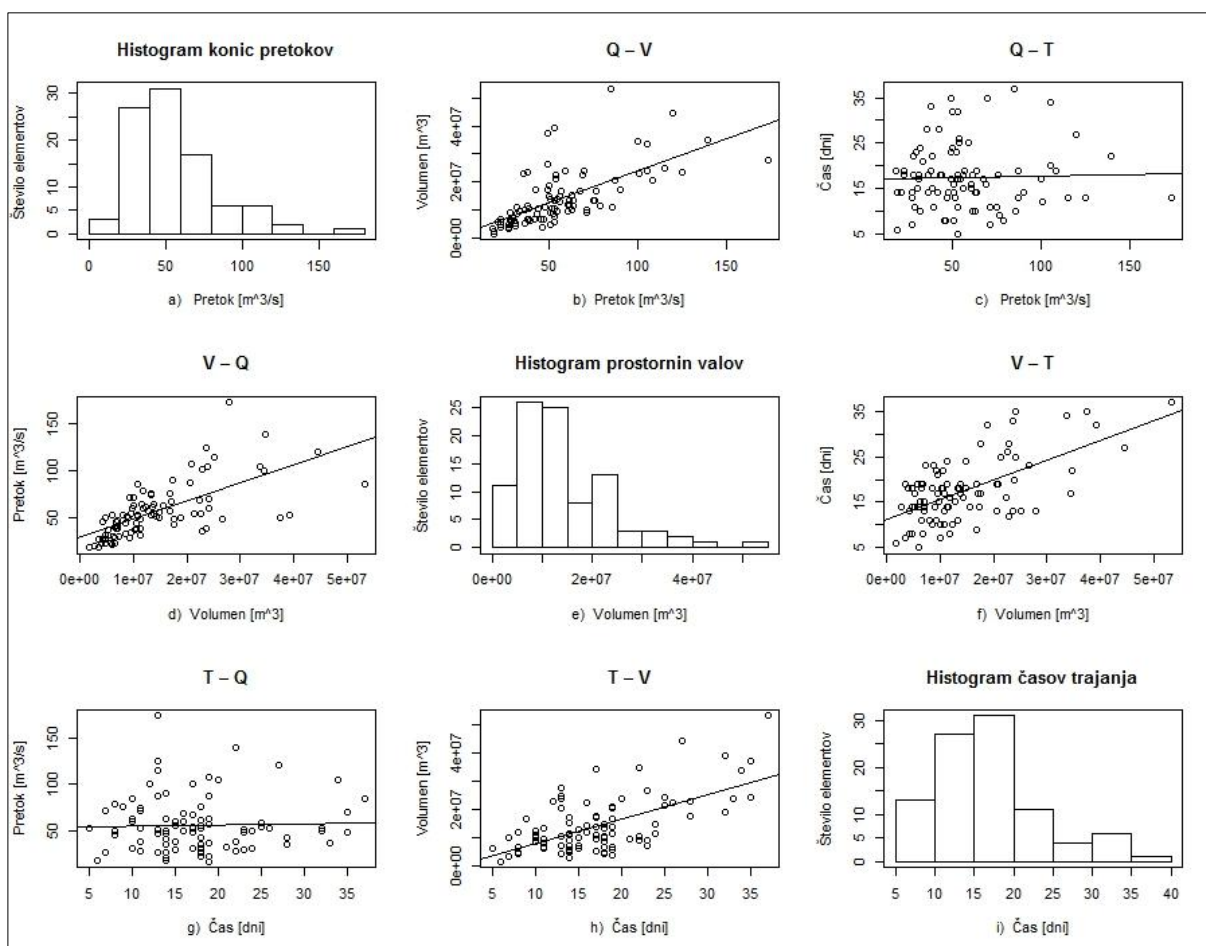 Histogram konic pretokov
Število elementov
0 5 10 20 30
0 50 100 150
a) Pretok [m^3/s]
Q – V
Volumen [m^3]
0e+00 2e+07 4e+07
50 100 150
b) Pretok [m^3/s]
Q – T
Čas [dni]
5 15 25 35
50 100 150
c) Pretok [m^3/s]
V – Q
Pretok [m^3/s]
50 100 150
0e+00 1e+07 2e+07 3e+07 4e+07 5e+07
d) Volumen [m^3]
Histogram prostornin valov
Število elementov
0 5 10 15 20 25
0e+00 2e+07 4e+07
e) Volumen [m^3]
V – T
Čas [dni]
5 15 25 35
0e+00 1e+07 2e+07 3e+07 4e+07 5e+07
f) Volumen [m^3]
T – Q
Pretok [m^3/s]
50 100 150
5 10 15 20 25 30 35
g) Čas [dni]
T – V
Volumen [m^3]
0e+00 2e+07 4e+07
5 10 15 20 25 30 35
h) Čas [dni]
Histogram časov trajanja
Število elementov
0 5 10 20 30
5 10 15 20 25 30 35 40
i) Čas [dni]